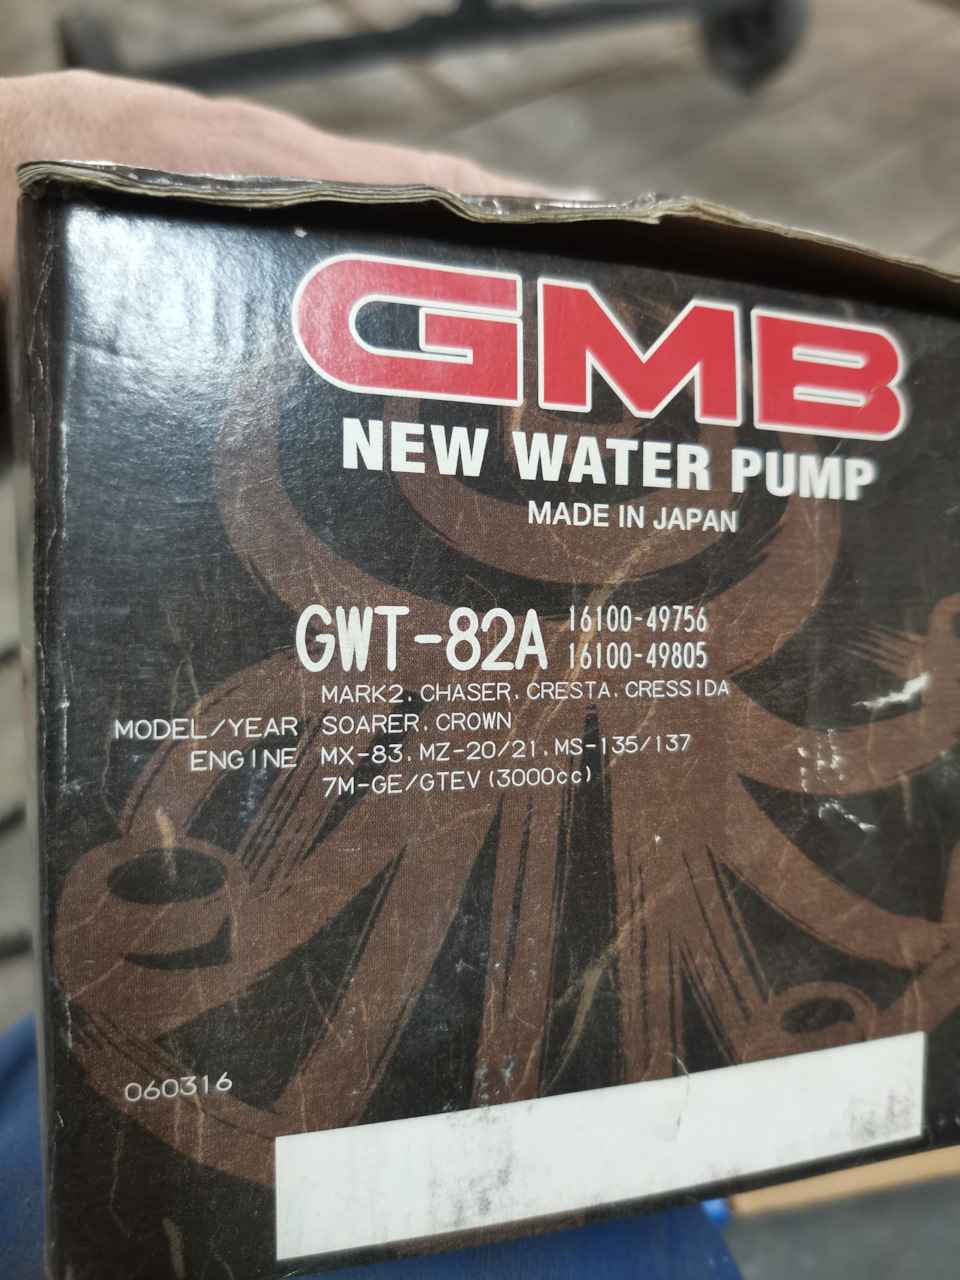 GMB
NEW WATER PUMP
MADE IN JAPAN
GWT-82A 16100-49756
16100-49805
MARK2. CHASER. CRESTA. CRESSIDA
MODEL/YEAR SOARER. CROWN
ENGINE MX-83. MZ-20/21. MS-135/137
7M-GE/GTEV(3000cc)
060316